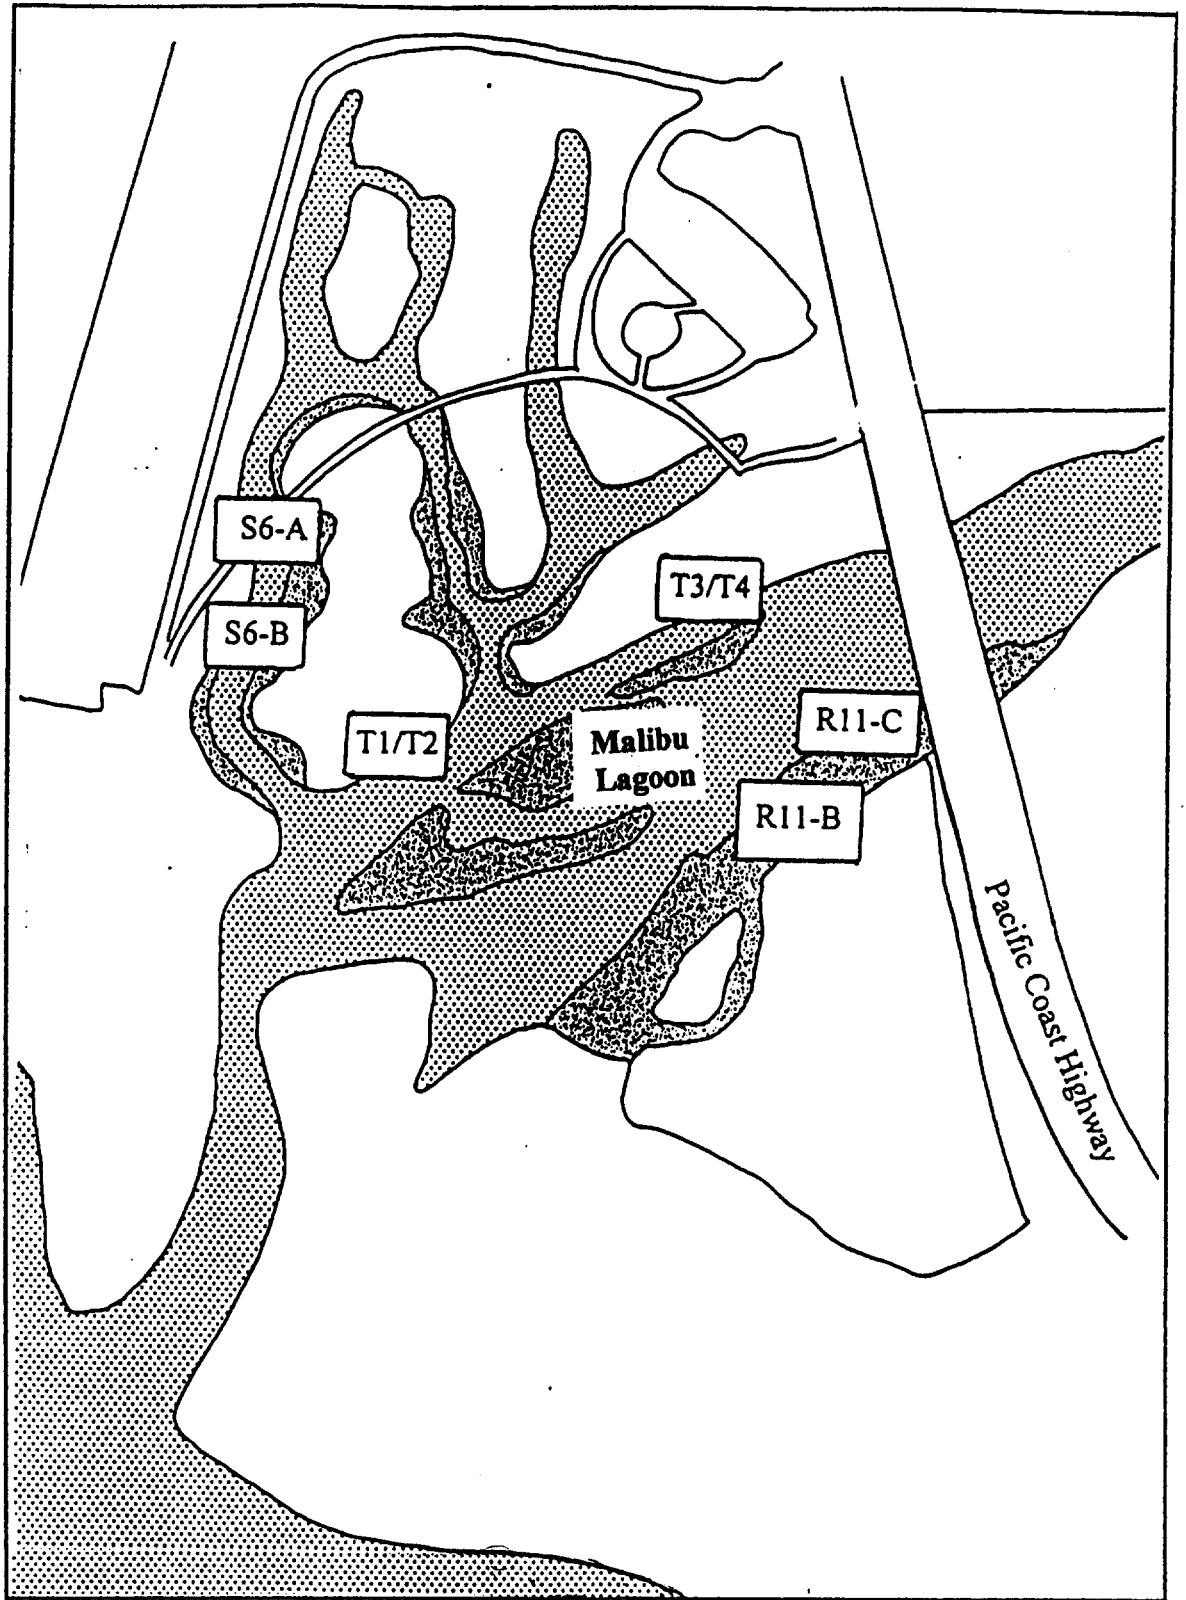 S6-A
T3/T4
S6-B
R11-C
T1/T2
Malibu
Lagoon
R11-B
Pacific Coast Highway